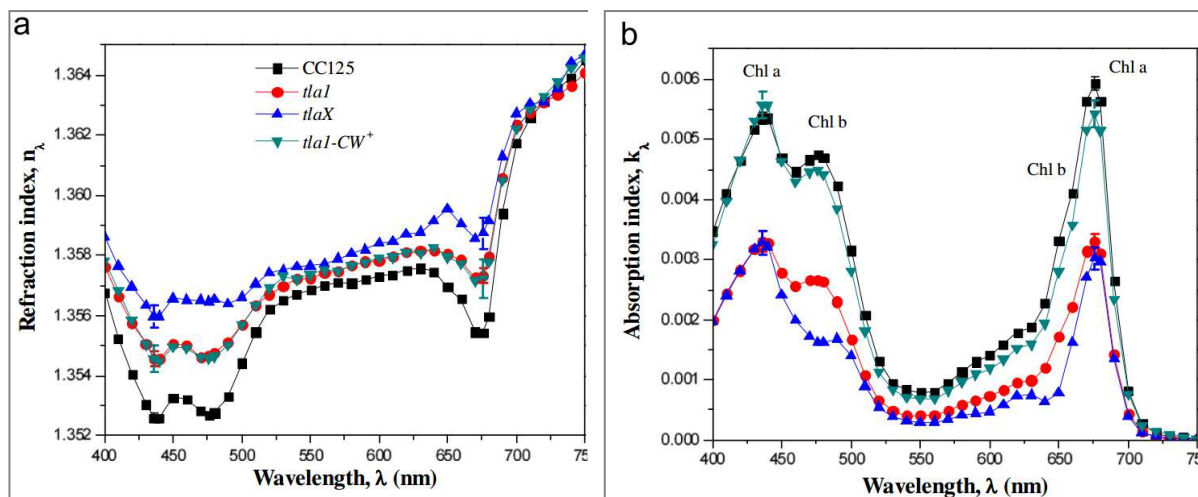 a
Refraction index, nλ
1.364
1.362
1.360
1.358
1.356
1.354
1.352
CC125
tla1
tlaX
tla1-CW+
400 450 500 550 600 650 700 75
Wavelength, λ (nm)
b
Absorption index, kλ
0.006
0.005
0.004
0.003
0.002
0.001
0.000
Chl a
Chl b
Chl b
Chl a
400 450 500 550 600 650 700 75
Wavelength, λ (nm)